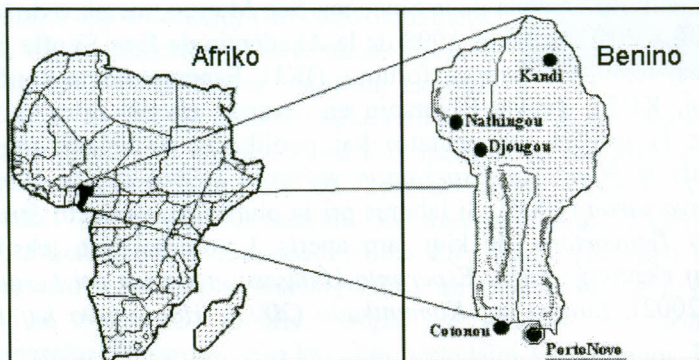 Afriko
Benino
Kandi
Nathingou
Djougou
Cotonou
PortoNovo